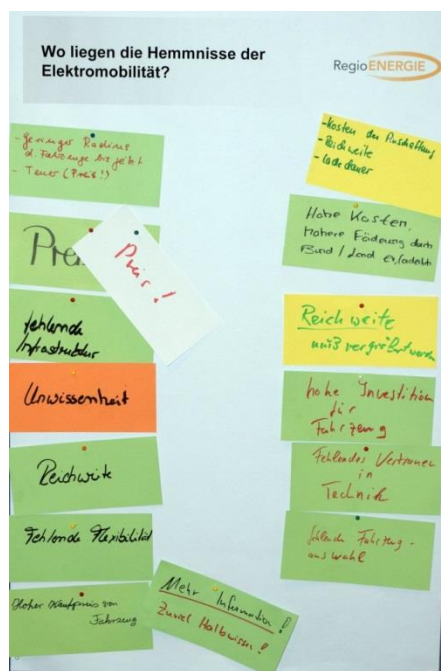 Wo liegen die Hemmnisse der
Elektromobilität?
RegioENERGIE
- Geringer Radius
d. Fahrzeuge bis jetzt
- Teuer (Preis!)
Prei
Preis!
fehlende
Infrastruktur
Unwissenheit
Reichweite
Fehlende Flexibilität
Hoher Kaufpreis von
Fahrzeug
Mehr Information!
Zuviel Halbwissen!
- Kosten der Anschaffung
- Reichweite
- Ladedauer
Hohe Kosten,
höhere Förderung durch
Bund / Land
Reichweite
muß vergrößert werden
hohe Investition
für
Fahrzeug
Fehlendes Vertrauen
in
Technik
fehlende Fahrzeug-
auswahl